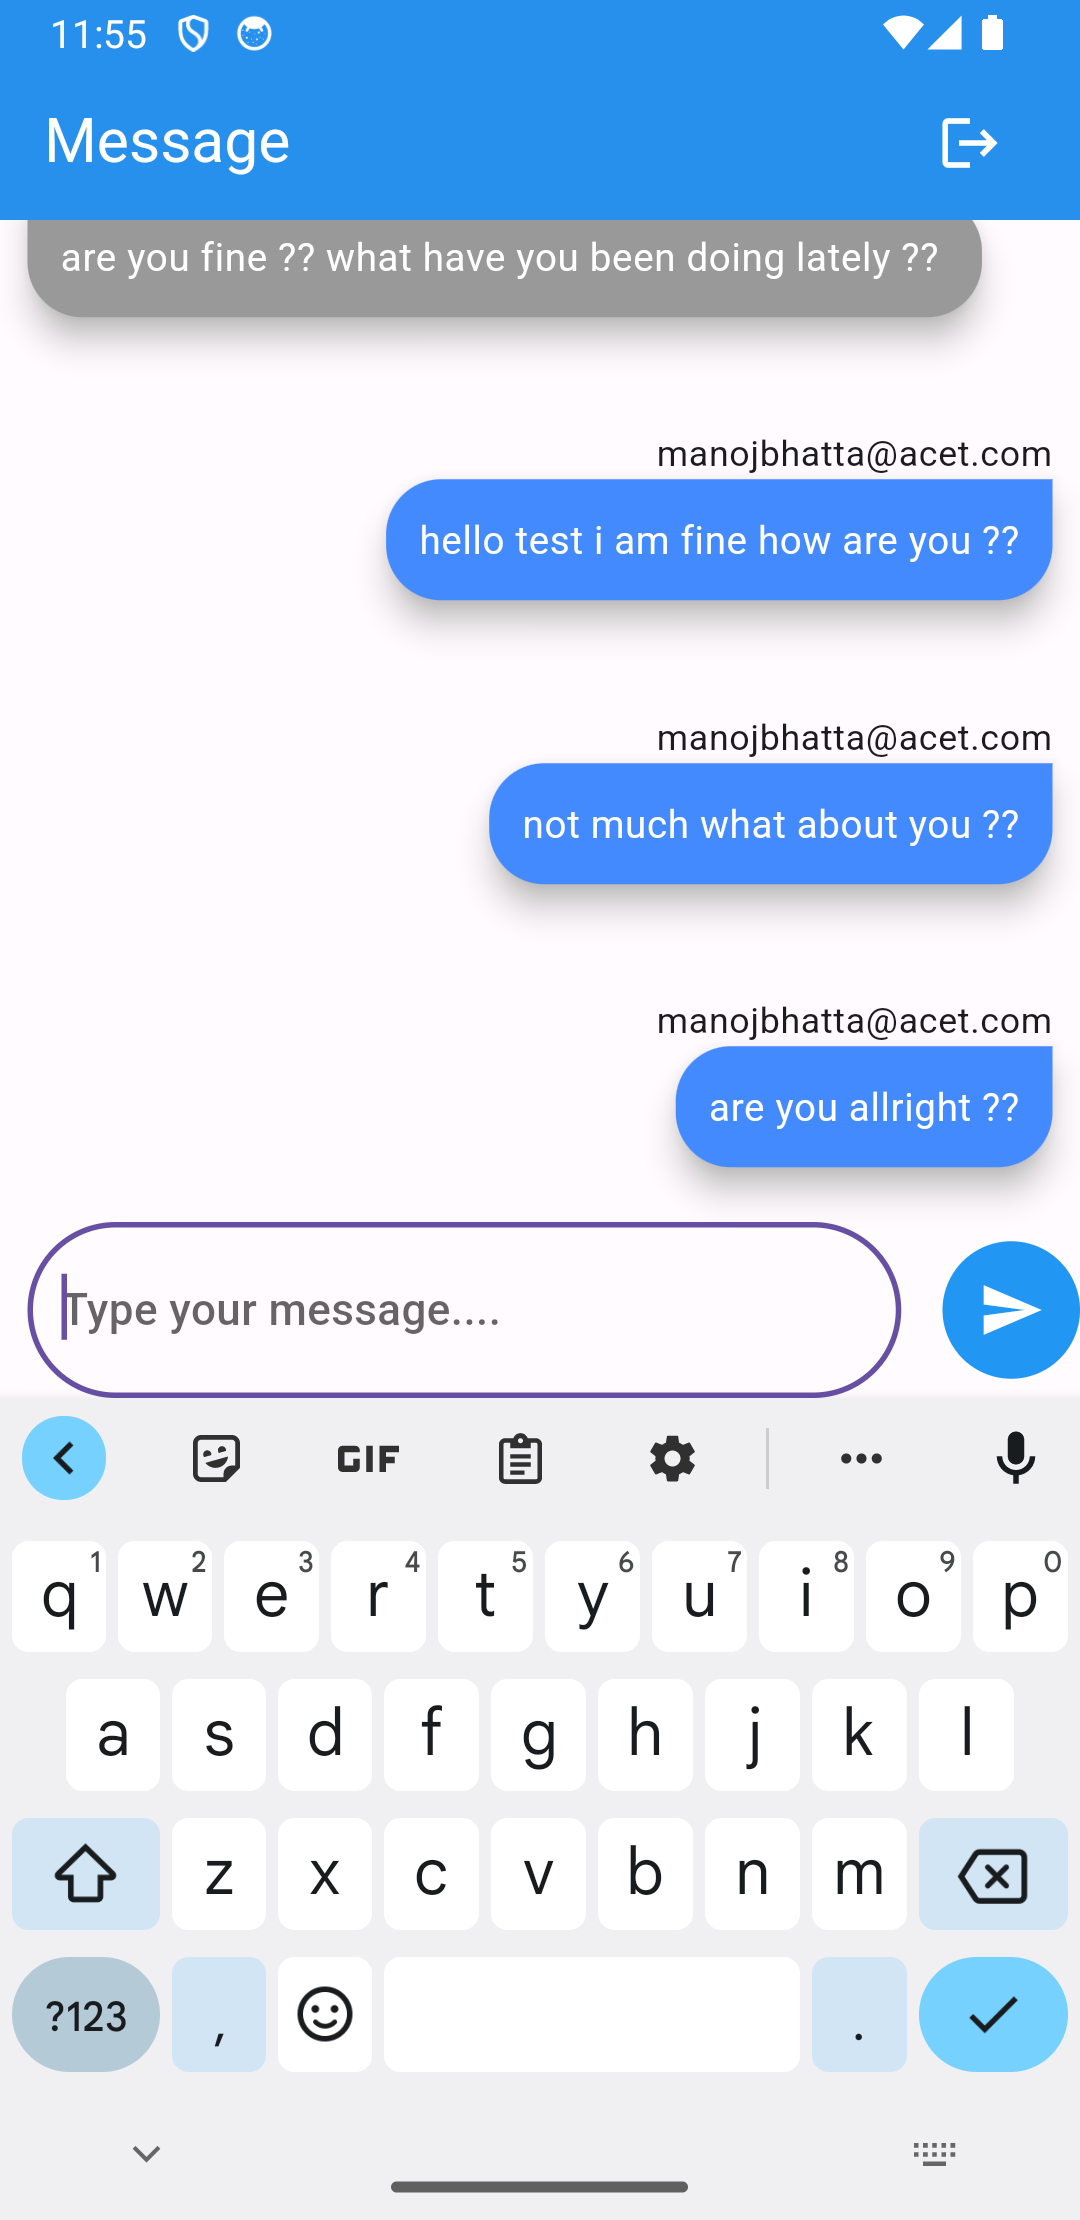 11:55
Message
are you fine ?? what have you been doing lately ??
manojbhatta@acet.com
hello test i am fine how are you ??
manojbhatta@acet.com
not much what about you ??
manojbhatta@acet.com
are you allright ??
Type your message....
GIF
q 1 w 2 e 3 r 4 t 5 y 6 u 7 i 8 o 9 p 0
a s d f g h j k l
z x c v b n m
?123 , .